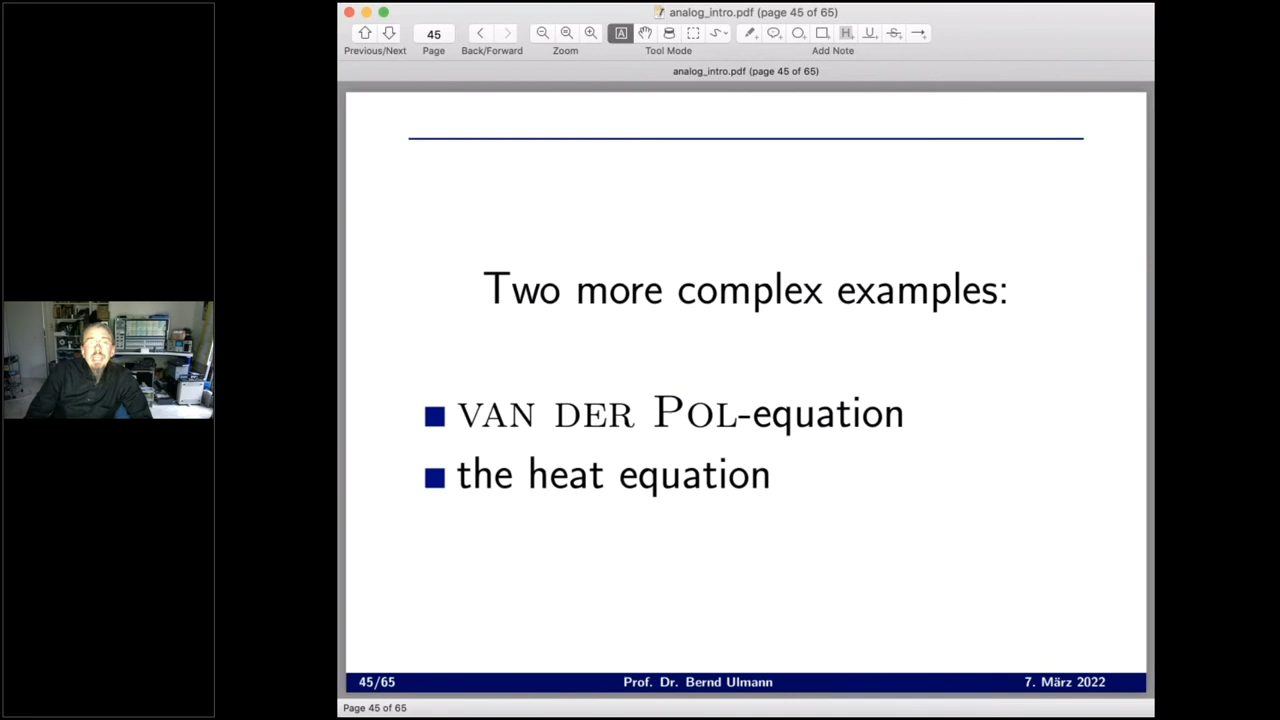 analog_intro.pdf (page 45 of 65)
45
Previous/Next Page Back/Forward Zoom Tool Mode Add Note
analog_intro.pdf (page 45 of 65)
Two more complex examples:
VAN DER POL-equation
the heat equation
45/65 Prof. Dr. Bernd Ulmann 7. März 2022
Page 45 of 65